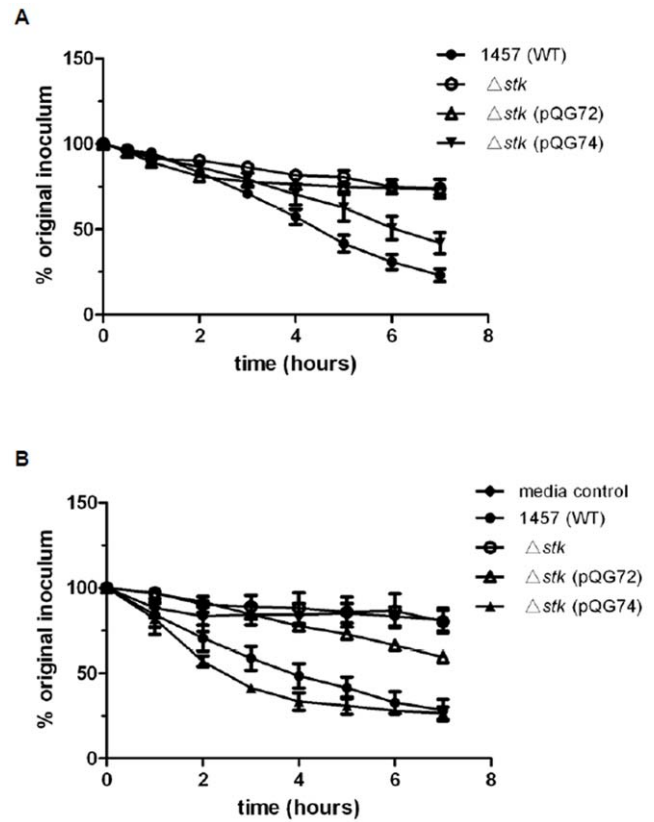 A
150
100
50
0
% original inoculum
0 2 4 6 8
time (hours)
1457 (WT)
△stk
△stk (pQG72)
△stk (pQG74)
B
150
100
50
0
% original inoculum
0 2 4 6 8
time (hours)
media control
1457 (WT)
△stk
△stk (pQG72)
△stk (pQG74)